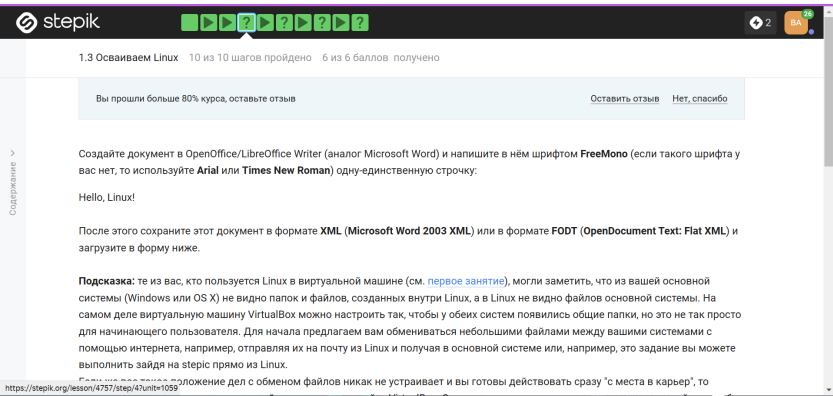 stepik
? ? ? ?
2
BA
26
1.3 Осваиваем Linux 10 из 10 шагов пройдено 6 из 6 баллов получено
Вы прошли больше 80% курса, оставьте отзыв Оставить отзыв Нет, спасибо
Содержание
Создайте документ в OpenOffice/LibreOffice Writer (аналог Microsoft Word) и напишите в нём шрифтом FreeMono (если такого шрифта у
вас нет, то используйте Arial или Times New Roman) одну-единственную строчку:
Hello, Linux!
После этого сохраните этот документ в формате XML (Microsoft Word 2003 XML) или в формате FODT (OpenDocument Text: Flat XML) и
загрузите в форму ниже.
Подсказка: те из вас, кто пользуется Linux в виртуальной машине (см. первое занятие), могли заметить, что из вашей основной
системы (Windows или OS X) не видно папок и файлов, созданных внутри Linux, а в Linux не видно файлов основной системы. На
самом деле виртуальную машину VirtualBox можно настроить так, чтобы у обеих систем появились общие папки, но это не так просто
для начинающего пользователя. Для начала предлагаем вам обмениваться небольшими файлами между вашими системами с
помощью интернета, например, отправляя их на почту из Linux и получая в основной системе или, например, это задание вы можете
выполнить зайдя на stepic прямо из Linux.
положение дел с обменом файлов никак не устраивает и вы готовы действовать сразу "с места в карьер", то
https://stepik.org/lesson/4757/step/4?unit=1059